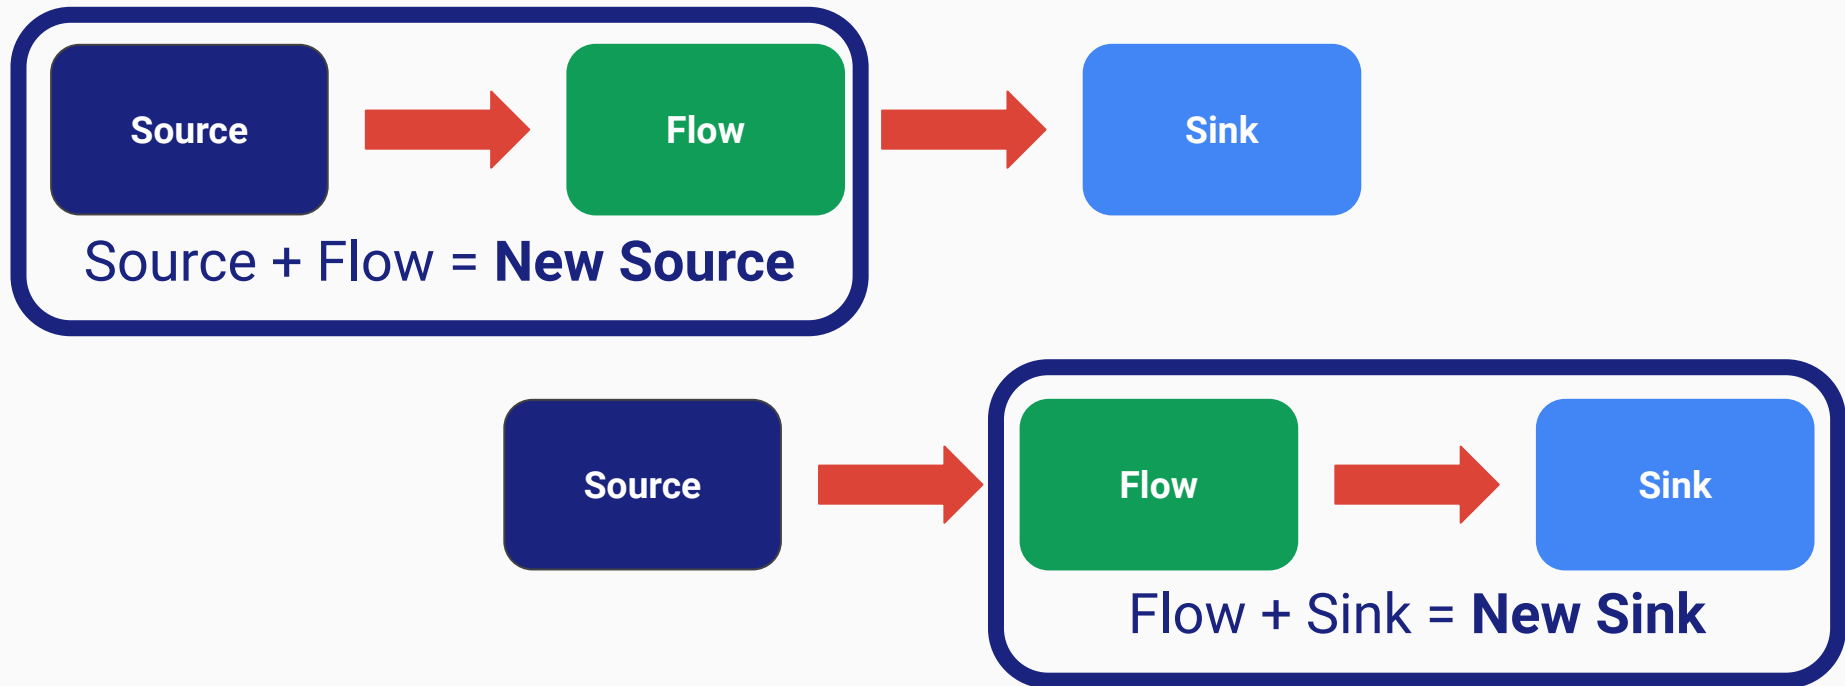 Source
Flow
Sink
Source + Flow = New Source
Source
Flow
Sink
Flow + Sink = New Sink